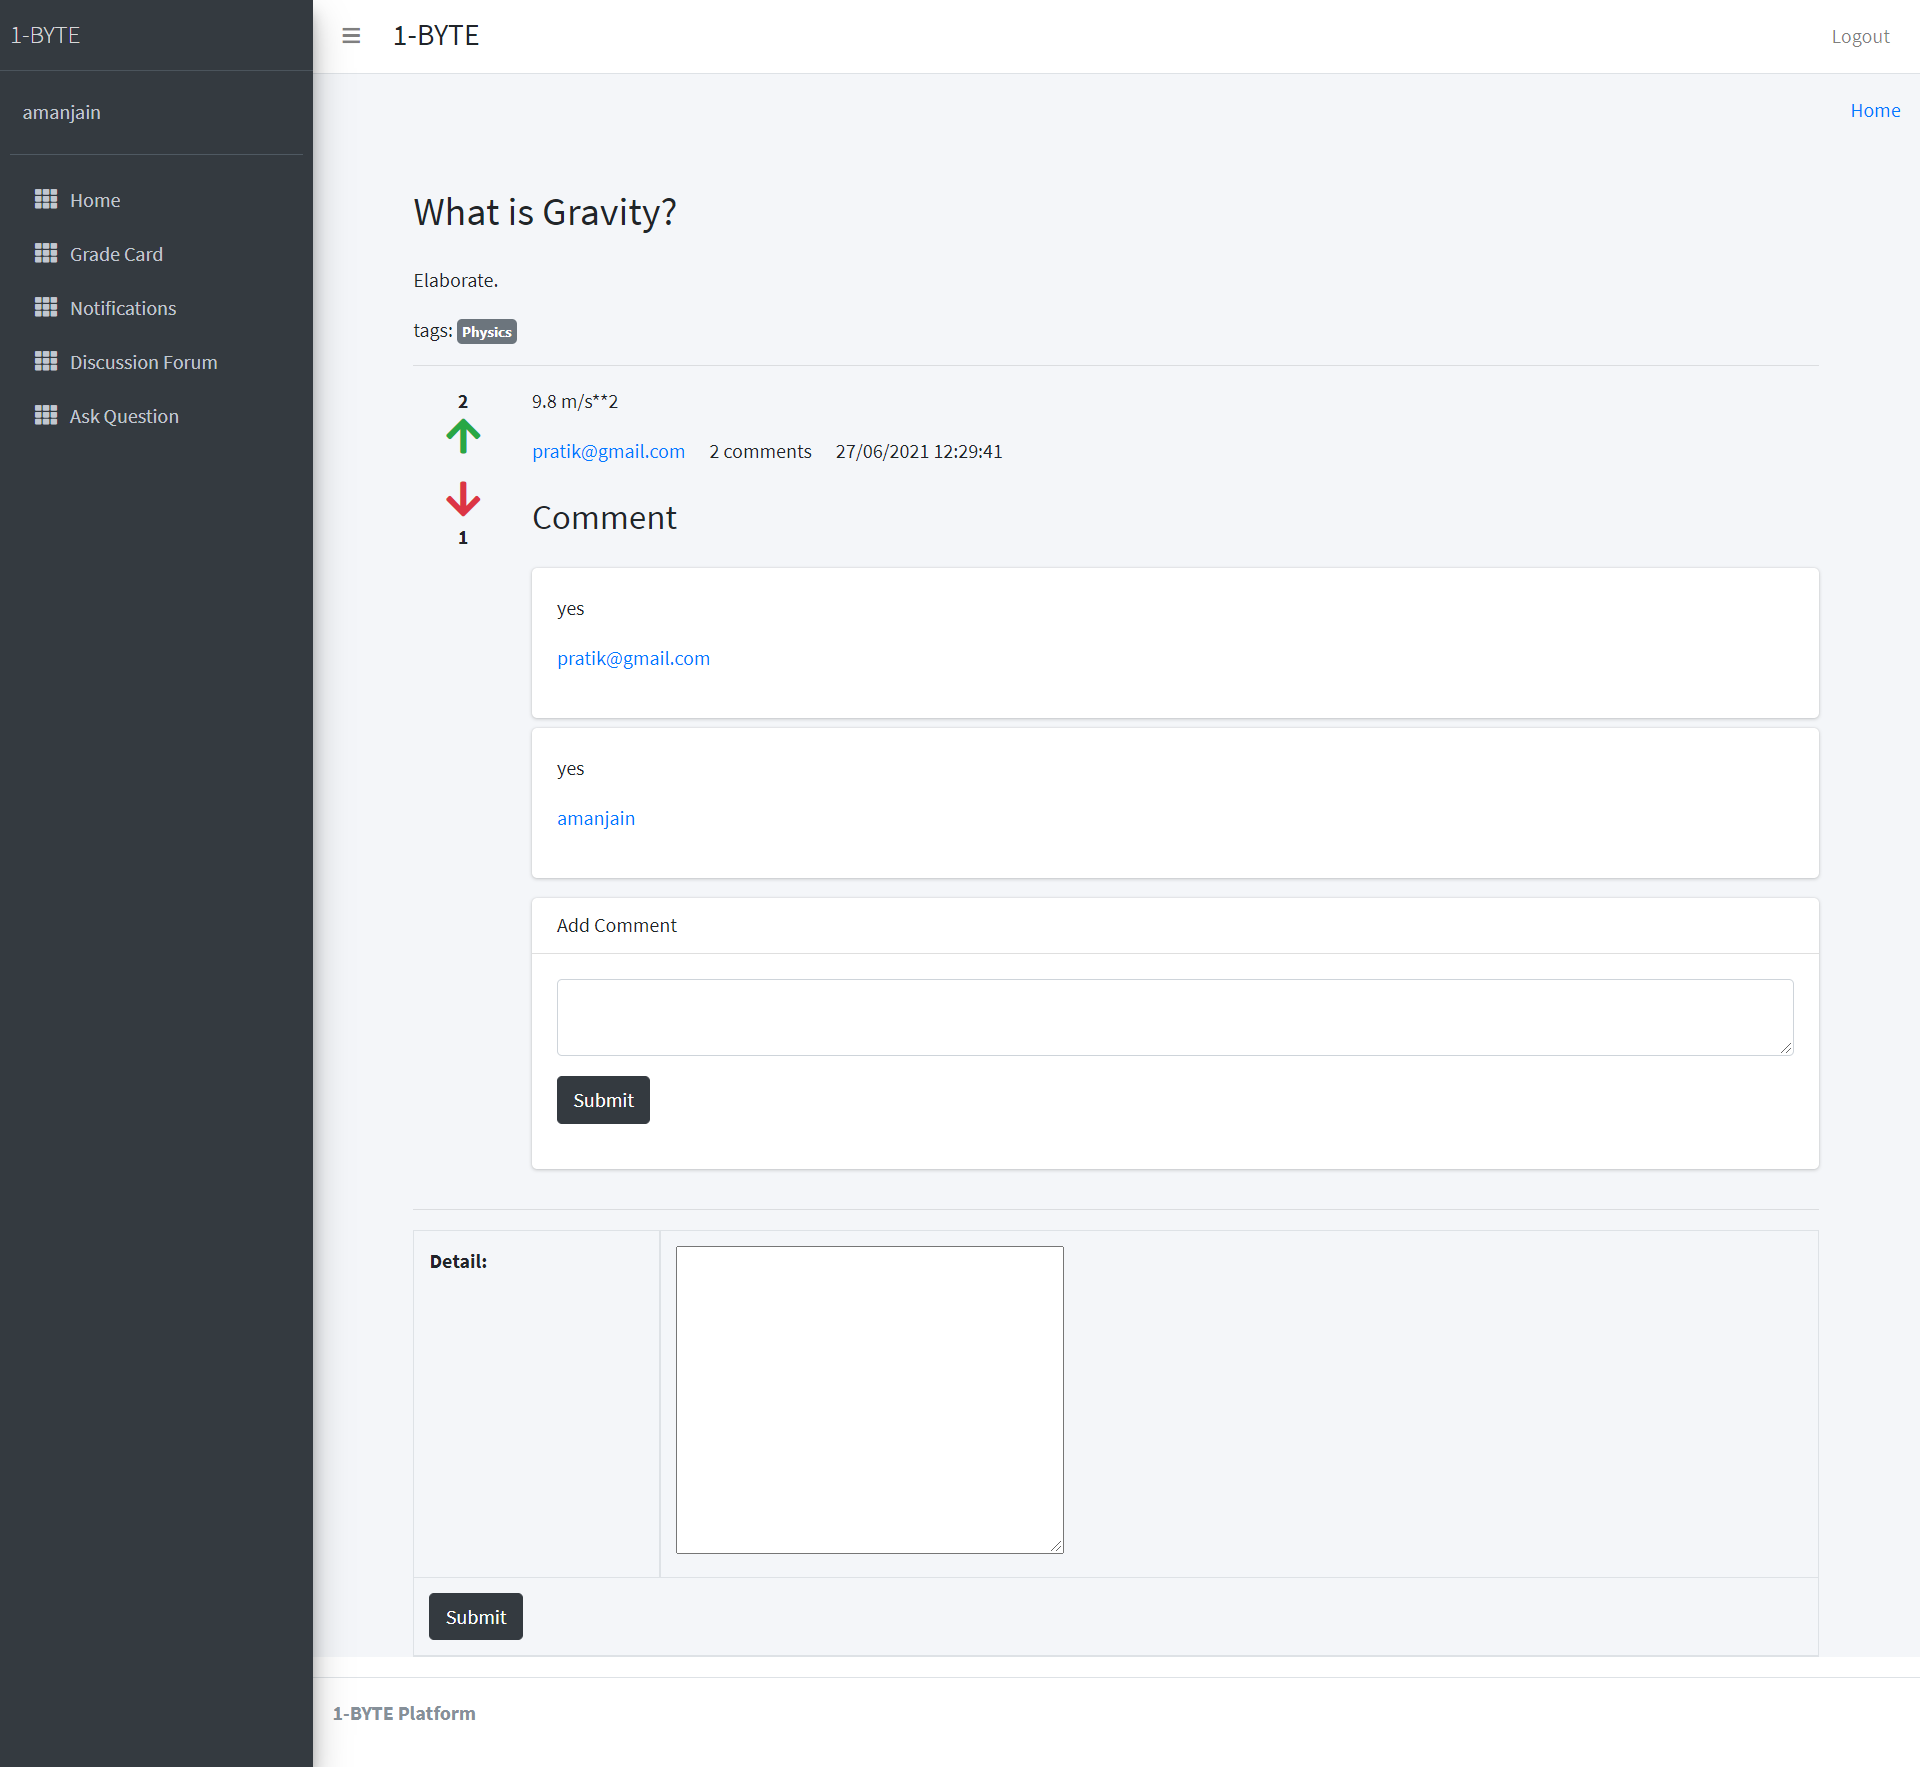 1-BYTE
amanjain
Home
Grade Card
Notifications
Discussion Forum
Ask Question
1-BYTE
Logout
Home
What is Gravity?
Elaborate.
tags: Physics
2
1
9.8 m/s**2
pratik@gmail.com 2 comments 27/06/2021 12:29:41
Comment
yes
pratik@gmail.com
yes
amanjain
Add Comment
Submit
Detail:
Submit
1-BYTE Platform